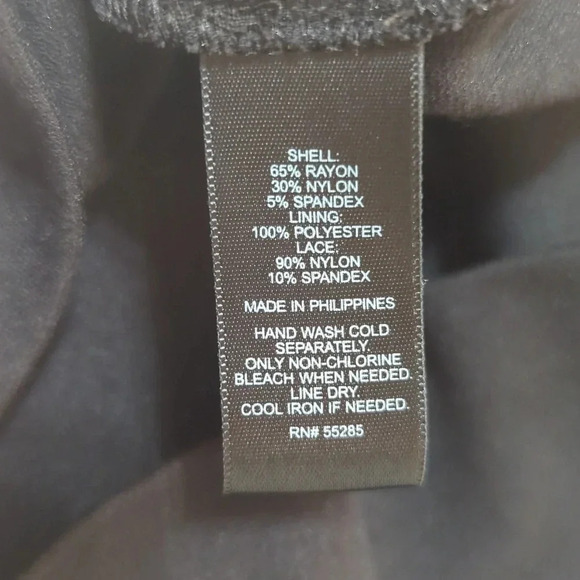 SHELL:
65% RAYON
30% NYLON
5% SPANDEX
LINING:
100% POLYESTER
LACE:
90% NYLON
10% SPANDEX
MADE IN PHILIPPINES
HAND WASH COLD
SEPARATELY.
ONLY NON-CHLORINE
BLEACH WHEN NEEDED.
LINE DRY.
COOL IRON IF NEEDED.
RN# 55285